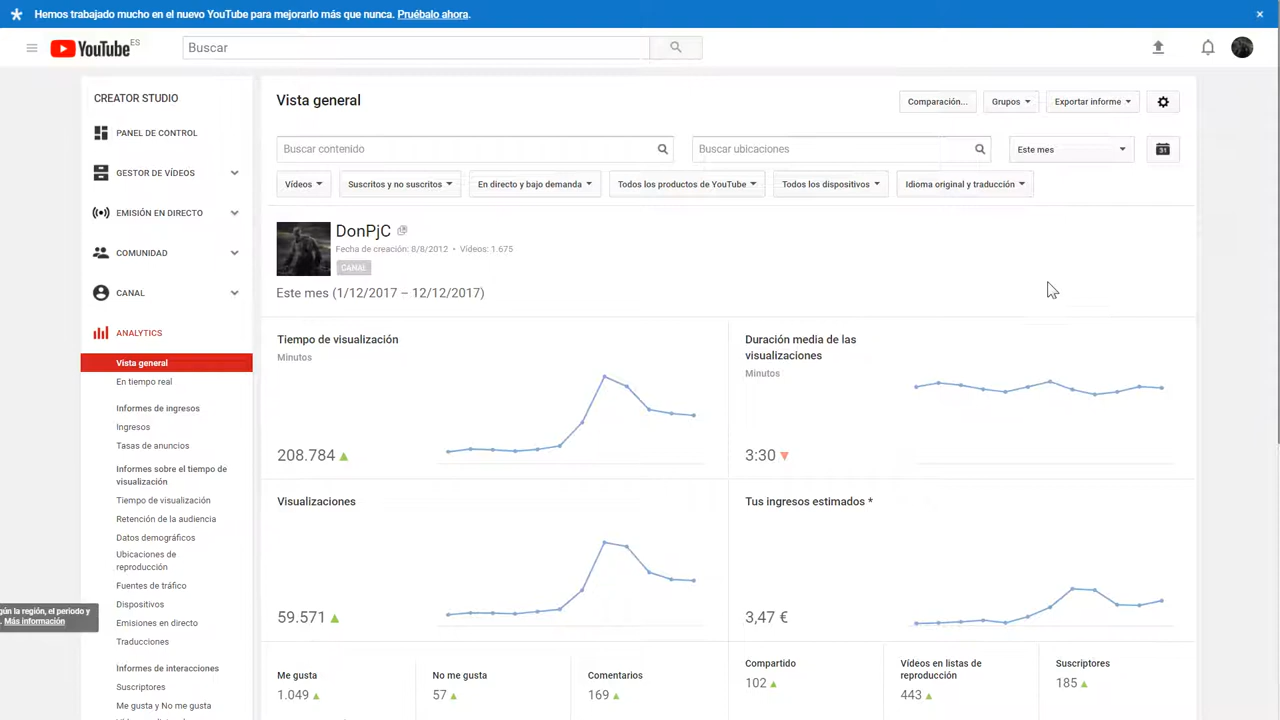 Hemos trabajado mucho en el nuevo YouTube para mejorarlo más que nunca. Pruébalo ahora.
YouTube ES
Buscar
CREATOR STUDIO
PANEL DE CONTROL
GESTOR DE VÍDEOS
EMISIÓN EN DIRECTO
COMUNIDAD
CANAL
ANALYTICS
Vista general
En tiempo real
Informes de ingresos
Ingresos
Tasas de anuncios
Informes sobre el tiempo de
visualización
Tiempo de visualización
Retención de la audiencia
Datos demográficos
Ubicaciones de
reproducción
Fuentes de tráfico
Dispositivos
Emisiones en directo
Traducciones
Informes de interacciones
Suscriptores
Me gusta y No me gusta
gún la región, el periodo y
. Más información
Vista general
Comparación... Grupos Exportar informe
Buscar contenido
Buscar ubicaciones
Este mes
31
Vídeos
Suscritos y no suscritos
En directo y bajo demanda
Todos los productos de YouTube
Todos los dispositivos
Idioma original y traducción
DonPjC
Fecha de creación: 8/8/2012 • Vídeos: 1.675
CANAL
Este mes (1/12/2017 – 12/12/2017)
Tiempo de visualización
Minutos
208.784
Duración media de las
visualizaciones
Minutos
3:30
Visualizaciones
59.571
Tus ingresos estimados *
3,47 €
Me gusta
1.049
No me gusta
57
Comentarios
169
Compartido
102
Vídeos en listas de
reproducción
443
Suscriptores
185